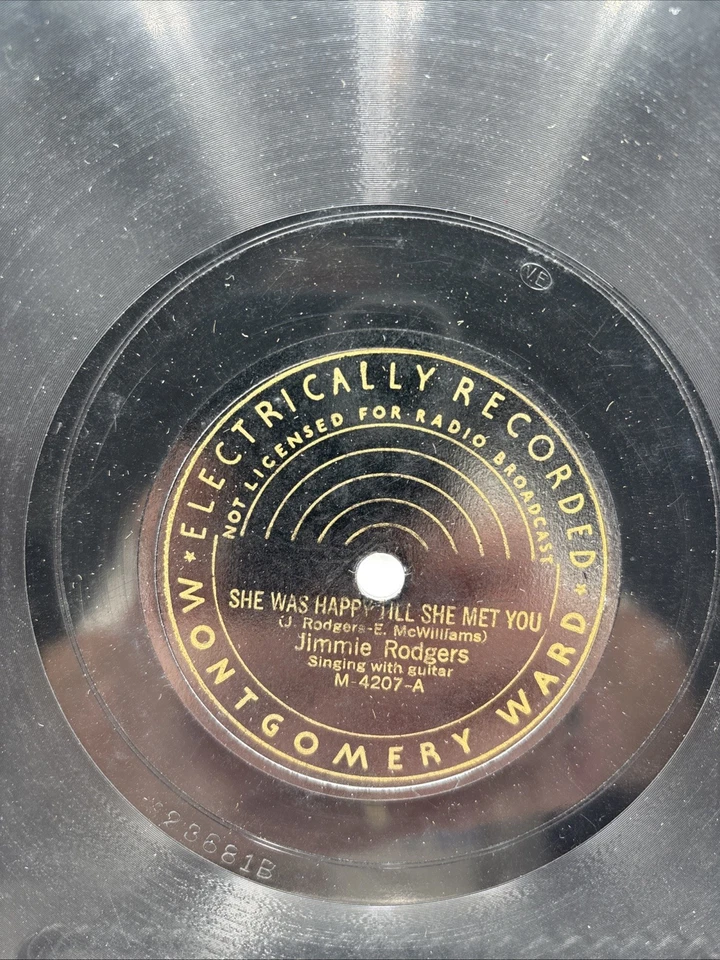 VE
ELECTRICALLY RECORDED
NOT LICENSED FOR RADIO BROADCAST
SHE WAS HAPPY TILL SHE MET YOU
(J. Rodgers-E. McWilliams)
Jimmie Rodgers
Singing with guitar
M-4207-A
MONTGOMERY WARD
23681B